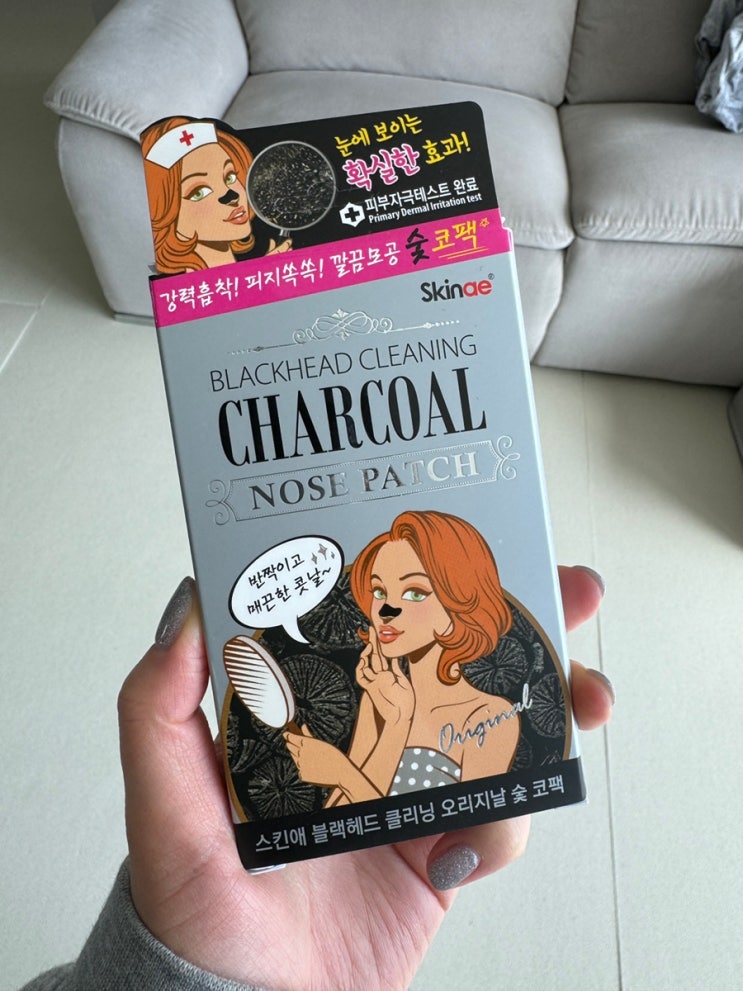 눈에 보이는
확실한 효과!
피부자극테스트 완료
Primary Dermal Irritation test
강력흡착! 피지쏙쏙! 깔끔모공 숯코팩
Skinae®
BLACKHEAD CLEANING
CHARCOAL
NOSE PATCH
반짝이고
매끈한 콧날~
Original
스킨애 블랙헤드 클리닝 오리지날 숯 코팩